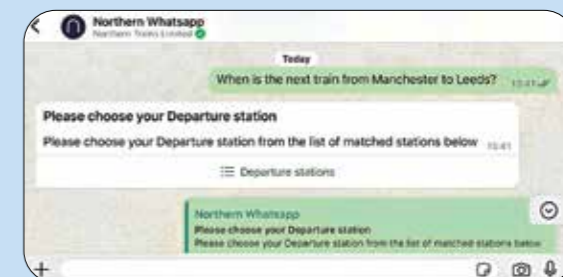 Northern Whatsapp
Northern Trains Limited
Today
When is the next train from Manchester to Leeds?
Please choose your Departure station
Please choose your Departure station from the list of matched stations below
Departure stations
Northern Whatsapp
Please choose your Departure station
Please choose your Departure station from the list of matched stations below